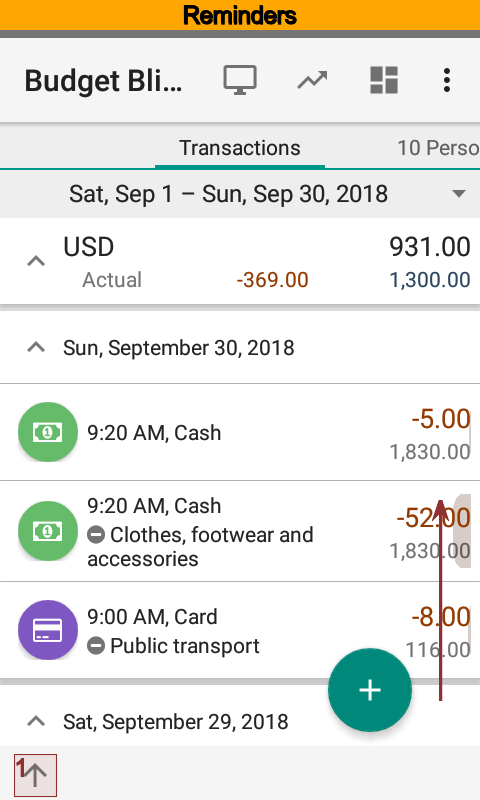 Reminders
Budget Bli...
Transactions
10 Perso
Sat, Sep 1 – Sun, Sep 30, 2018
USD
931.00
Actual
-369.00
1,300.00
Sun, September 30, 2018
9:20 AM, Cash
-5.00
1,830.00
9:20 AM, Cash
-52.00
Clothes, footwear and
accessories
1,830.00
9:00 AM, Card
-8.00
Public transport
116.00
+
Sat, September 29, 2018
1